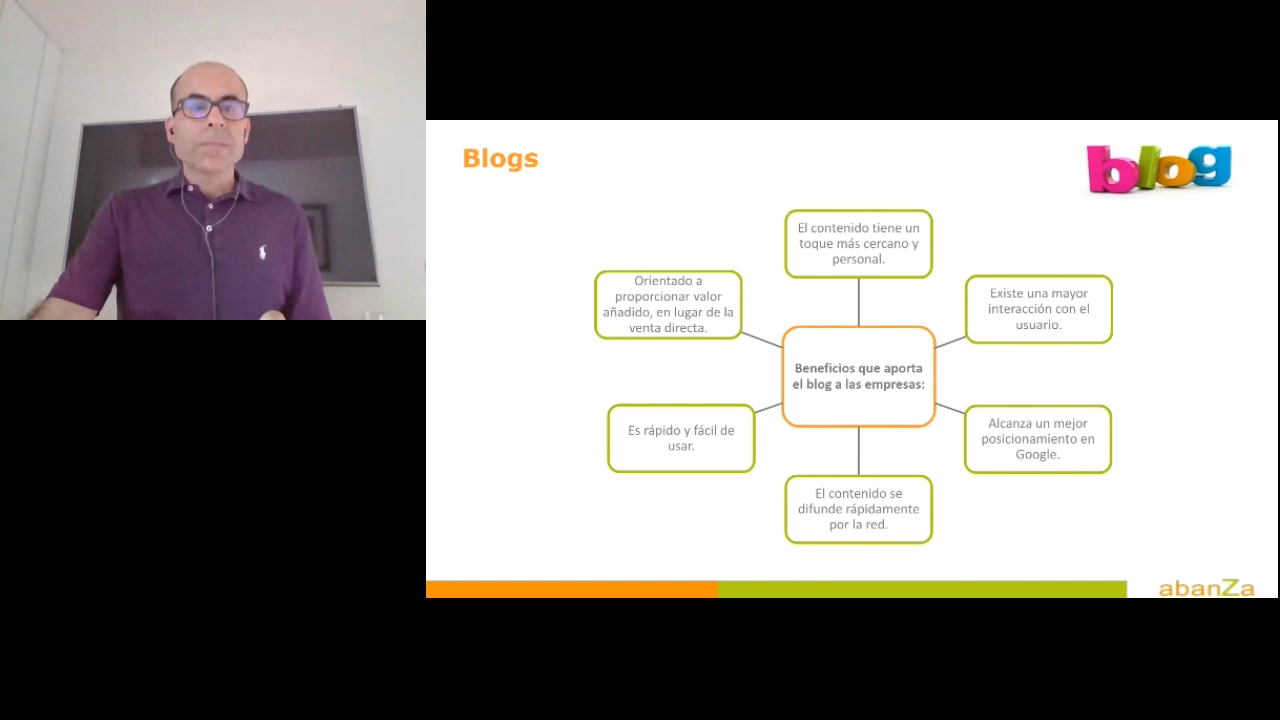 Blogs
blog
El contenido tiene un
toque más cercano y
personal.
Orientado a
proporcionar valor
añadido, en lugar de la
venta directa.
Existe una mayor
interacción con el
usuario.
Beneficios que aporta
el blog a las empresas:
Es rápido y fácil de
usar.
Alcanza un mejor
posicionamiento en
Google.
El contenido se
difunde rápidamente
por la red.
abanZa